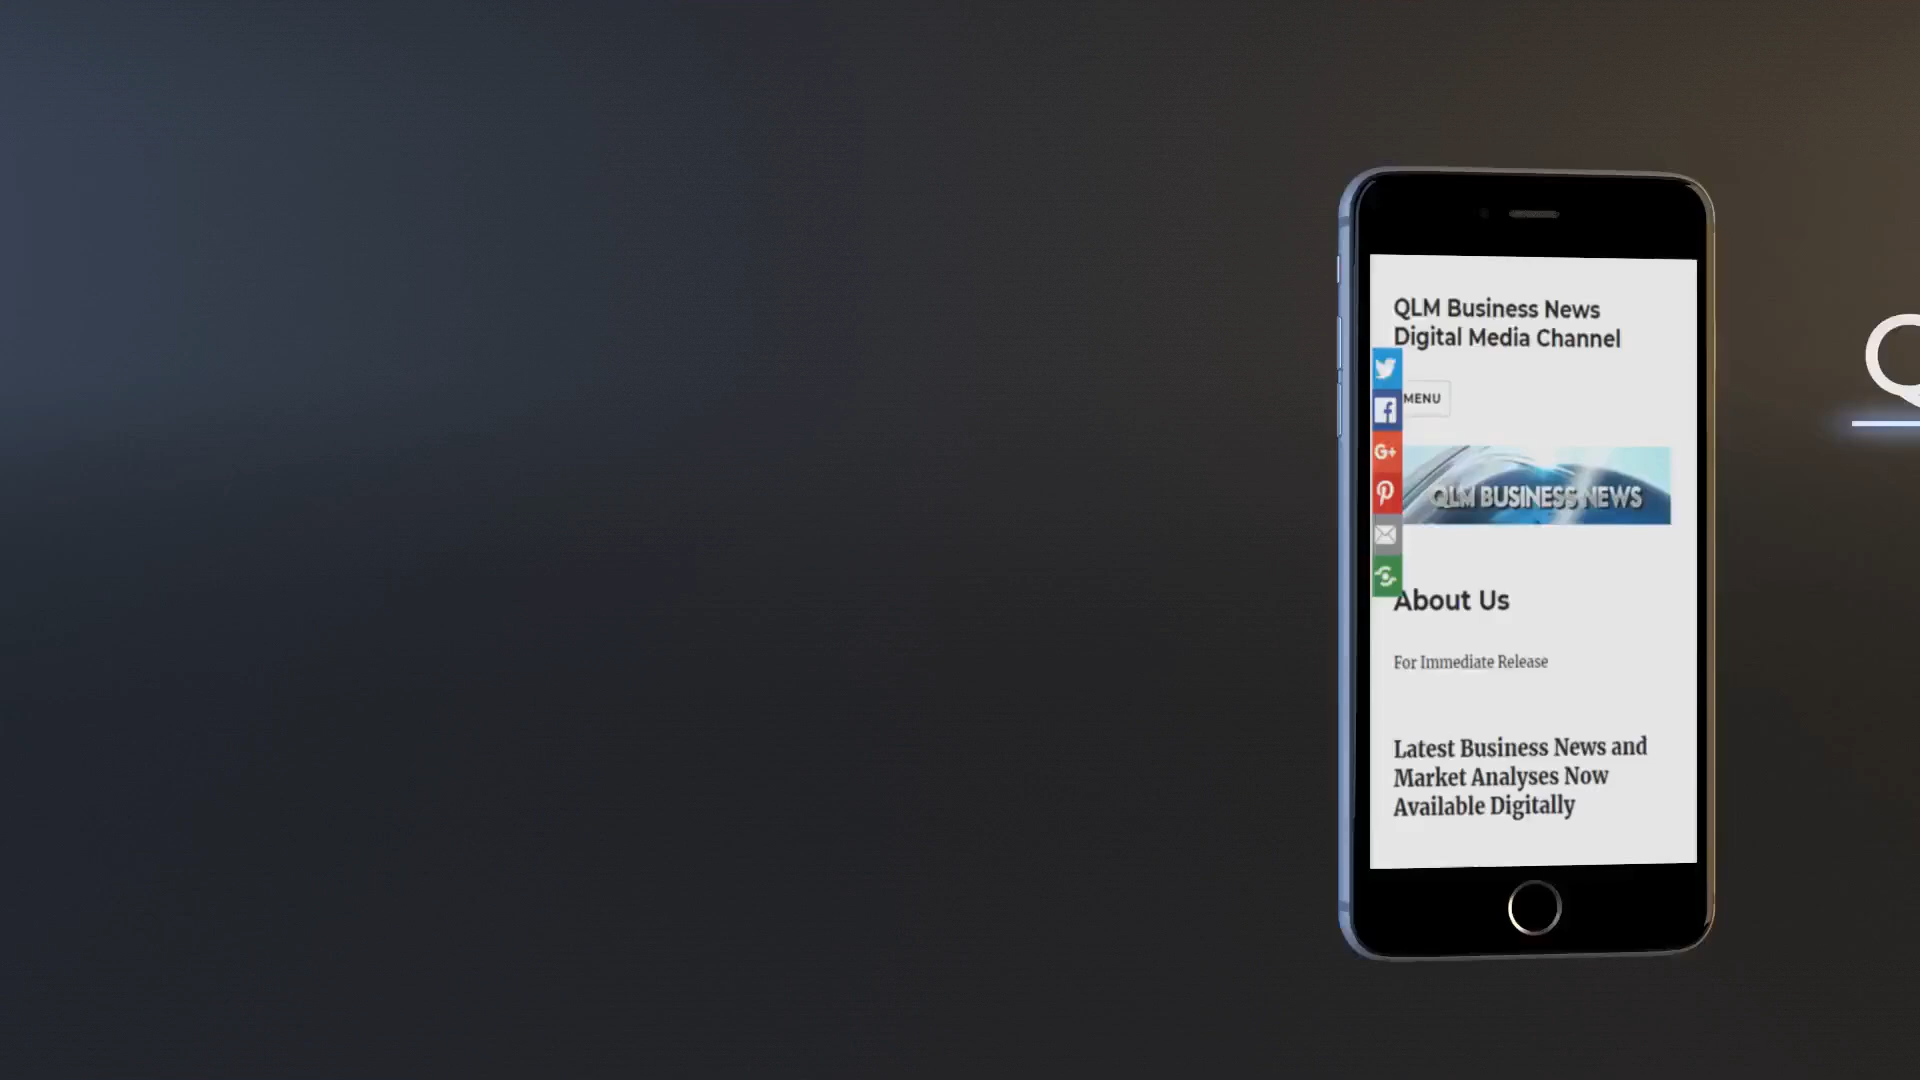 QLM Business News
Digital Media Channel
MENU
QLM BUSINESS NEWS
About Us
For Immediate Release
Latest Business News and
Market Analyses Now
Available Digitally
Q